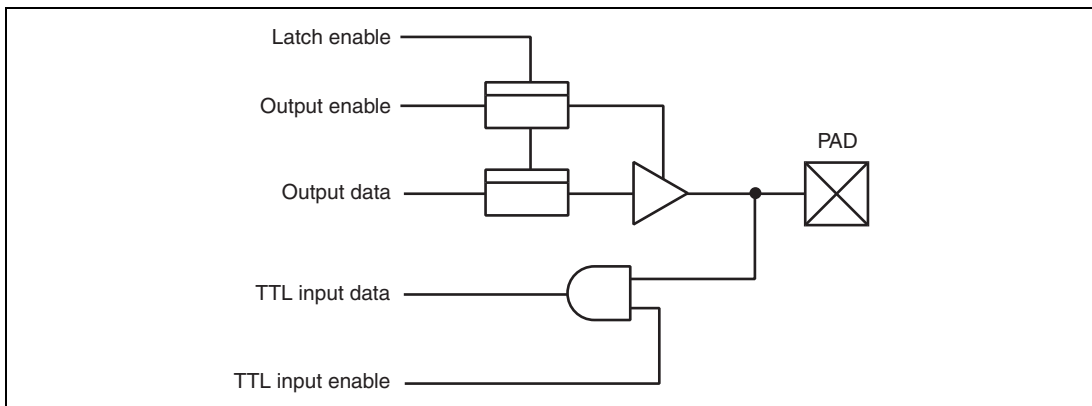 Latch enable
Output enable
PAD
Output data
TTL input data
TTL input enable